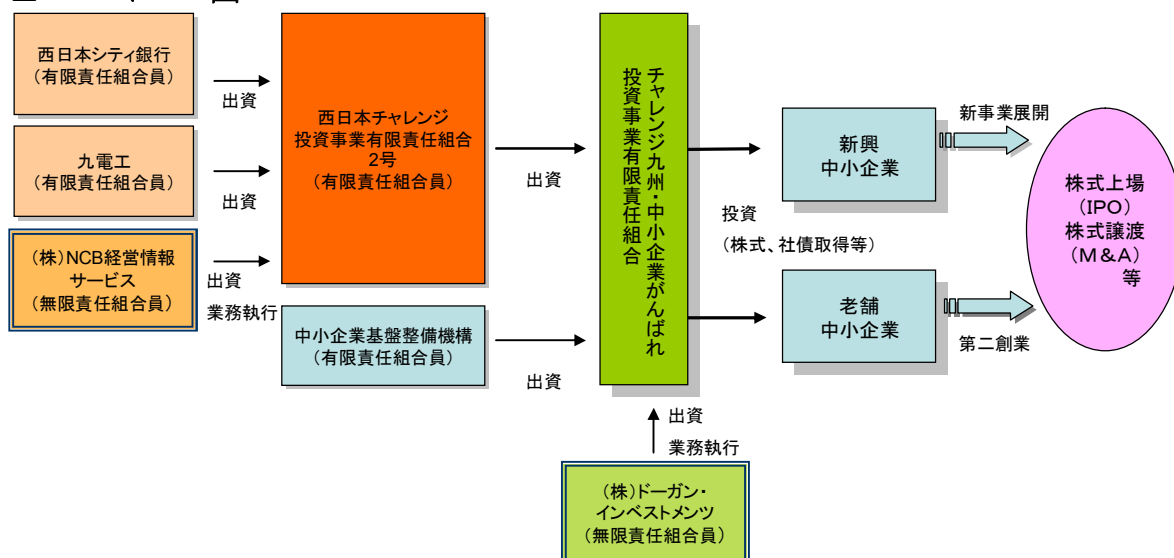 西日本シティ銀行
(有限責任組合員)
出資
九電工
(有限責任組合員)
出資
(株)NCB経営情報
サービス
(無限責任組合員)
出資
業務執行
西日本チャレンジ
投資事業有限責任組合
2号
(有限責任組合員)
出資
中小企業基盤整備機構
(有限責任組合員)
出資
チャレンジ九州・中小企業がんばれ
投資事業有限責任組合
出資
業務執行
(株)ドーガン・
インベストメンツ
(無限責任組合員)
投資
(株式、社債取得等)
新興
中小企業
新事業展開
老舗
中小企業
第二創業
株式上場
(IPO)
株式譲渡
(M&A)
等